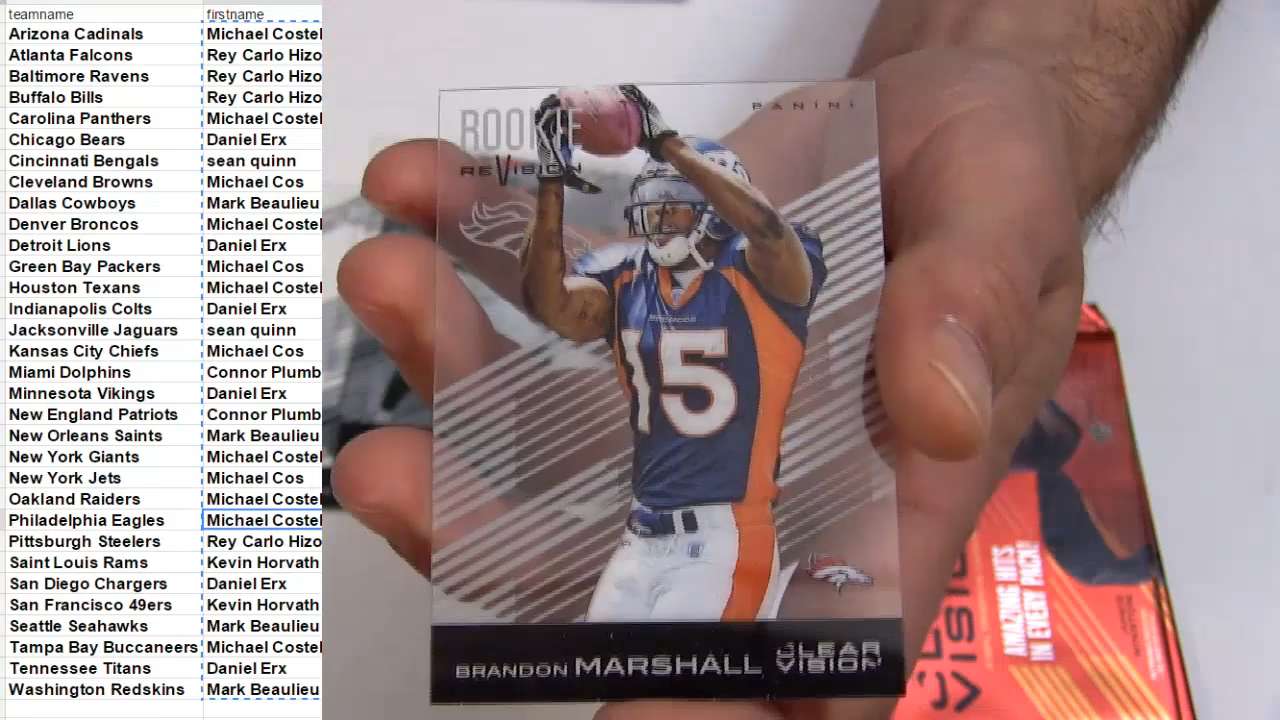 teamname firstname
Arizona Cadinals Michael Costel
Atlanta Falcons Rey Carlo Hizo
Baltimore Ravens Rey Carlo Hizo
Buffalo Bills Rey Carlo Hizo
Carolina Panthers Michael Costel
Chicago Bears Daniel Erx
Cincinnati Bengals sean quinn
Cleveland Browns Michael Cos
Dallas Cowboys Mark Beaulieu
Denver Broncos Michael Costel
Detroit Lions Daniel Erx
Green Bay Packers Michael Cos
Houston Texans Michael Costel
Indianapolis Colts Daniel Erx
Jacksonville Jaguars sean quinn
Kansas City Chiefs Michael Cos
Miami Dolphins Connor Plumb
Minnesota Vikings Daniel Erx
New England Patriots Connor Plumb
New Orleans Saints Mark Beaulieu
New York Giants Michael Costel
New York Jets Michael Cos
Oakland Raiders Michael Costel
Philadelphia Eagles Michael Costel
Pittsburgh Steelers Rey Carlo Hizo
Saint Louis Rams Kevin Horvath
San Diego Chargers Daniel Erx
San Francisco 49ers Kevin Horvath
Seattle Seahawks Mark Beaulieu
Tampa Bay Buccaneers Michael Costel
Tennessee Titans Daniel Erx
Washington Redskins Mark Beaulieu
ROOKIE
REVISION
PANINI
BRONCOS
15
BRANDON MARSHALL
CLEAR
VISION
AMAZING HITS
IN EVERY PACK!